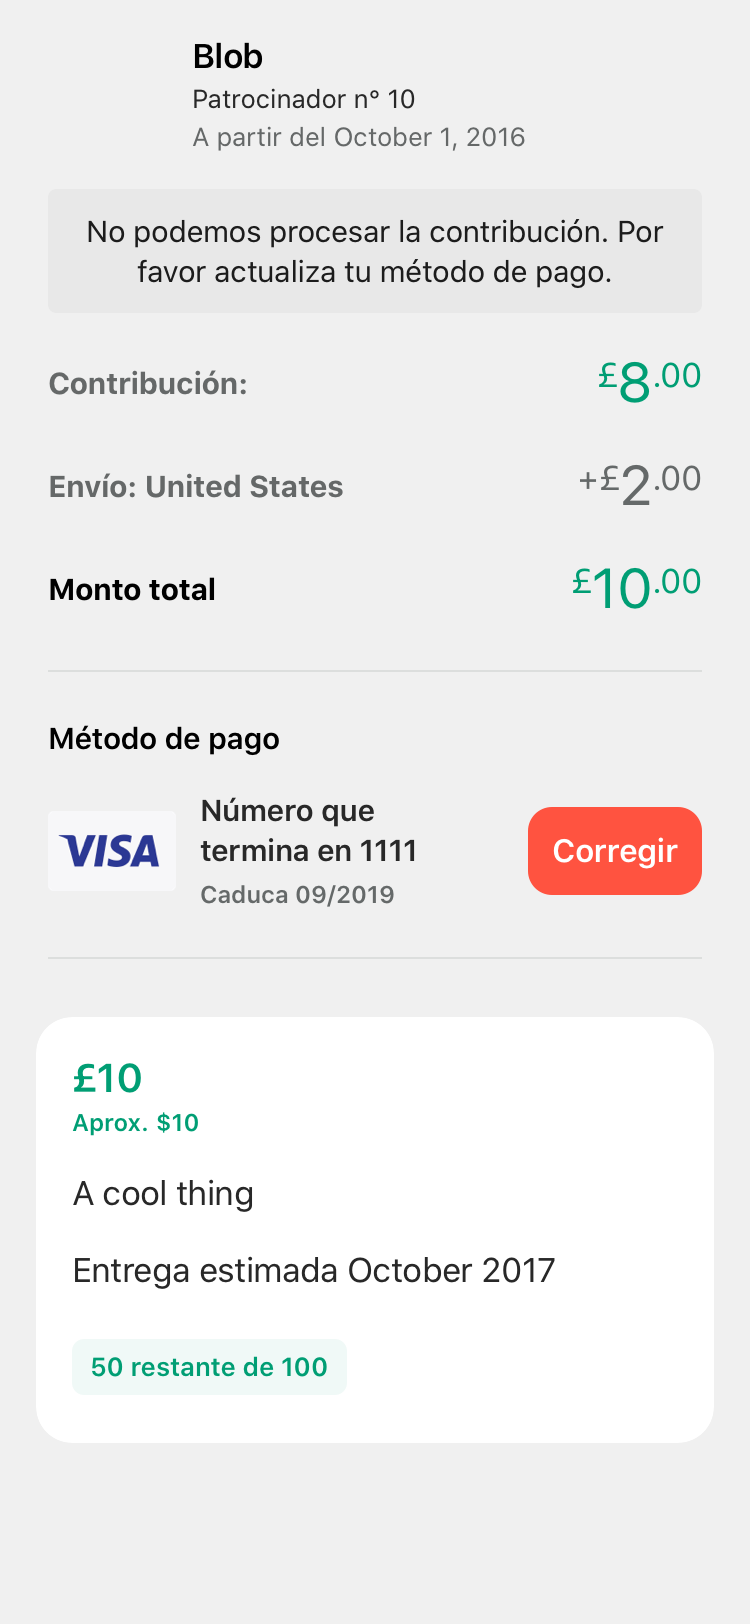 Blob
Patrocinador n° 10
A partir del October 1, 2016
No podemos procesar la contribución. Por
favor actualiza tu método de pago.
Contribución:
£8.00
Envío: United States
+£2.00
Monto total
£10.00
Método de pago
VISA
Número que
termina en 1111
Caduca 09/2019
Corregir
£10
Aprox. $10
A cool thing
Entrega estimada October 2017
50 restante de 100